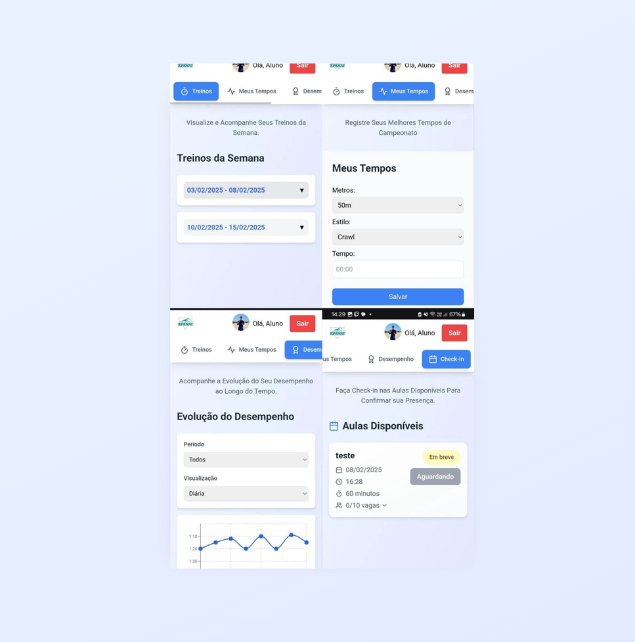 Olá, Aluno
Sair
Treinos
Meus Tempos
Desem
Visualize e Acompanhe Seus Treinos da
Semana.
Treinos da Semana
03/02/2025 - 08/02/2025
10/02/2025 - 15/02/2025
Olá, Aluno
Sair
Treinos
Meus Tempos
Desem
Registre Seus Melhores Tempos de
Campeonato
Meus Tempos
Metros:
50m
Estilo:
Crawl
Tempo:
00:00
Salvar
Olá, Aluno
Sair
Treinos
Meus Tempos
Desem
Acompanhe a Evolução do Seu Desempenho
ao Longo do Tempo.
Evolução do Desempenho
Período
Todos
Visualização
Diária
14:29
67%
Olá, Aluno
Sair
us Tempos
Desempenho
Check-in
Faça Check-in nas Aulas Disponíveis Para
Confirmar sua Presença.
Aulas Disponíveis
teste
Em breve
08/02/2025
Aguardando
16:28
60 minutos
0/10 vagas